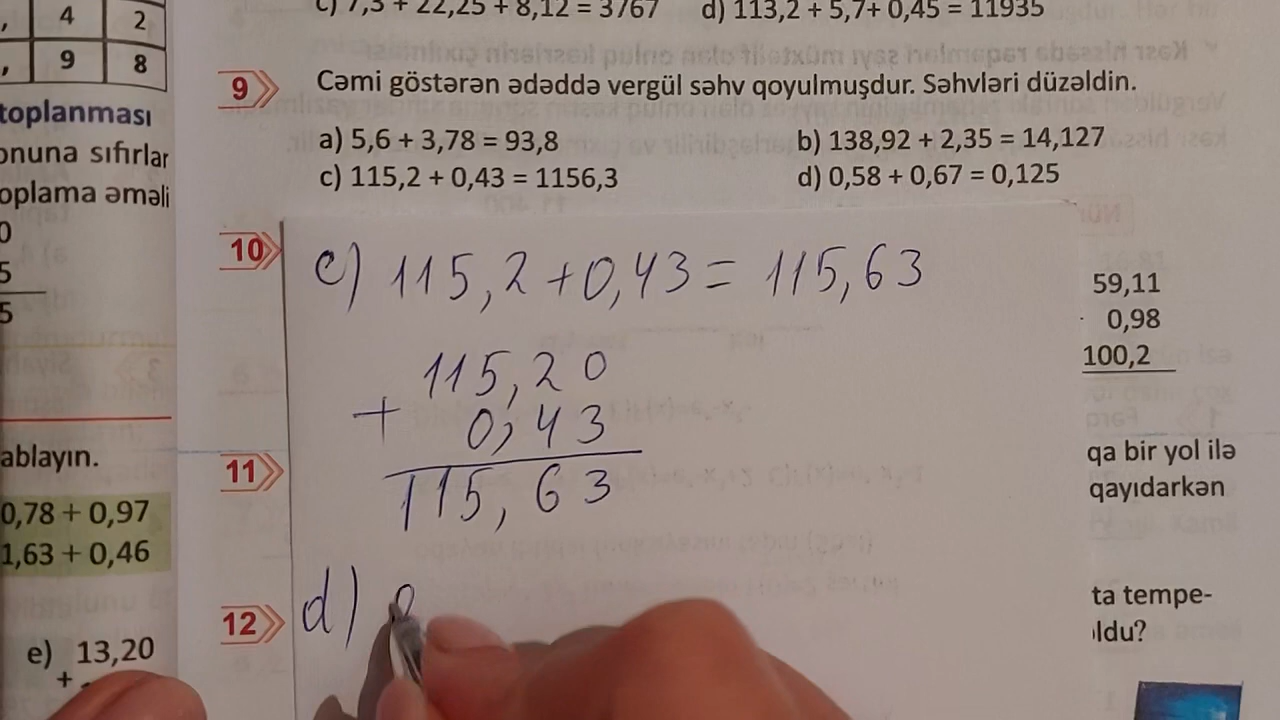 c) 7,3 + 22,25 + 8,12 = 3767 d) 113,2 + 5,7+ 0,45 = 11935
, 4 2
, 9 8
toplanması
onuna sıfırlar
oplama əməli
0
5
5
ablayın.
0,78 + 0,97
1,63 + 0,46
e) 13,20
+
9 Cəmi göstərən ədəddə vergül səhv qoyulmuşdur. Səhvləri düzəldin.
a) 5,6 + 3,78 = 93,8 b) 138,92 + 2,35 = 14,127
c) 115,2 + 0,43 = 1156,3 d) 0,58 + 0,67 = 0,125
10
c) 115,2 + 0,43 = 115,63
115,20
+ 0,43
115,63
11
d) 0
12
59,11
0,98
100,2
qa bir yol ilə
qayıdarkən
ta tempe-
ldu?